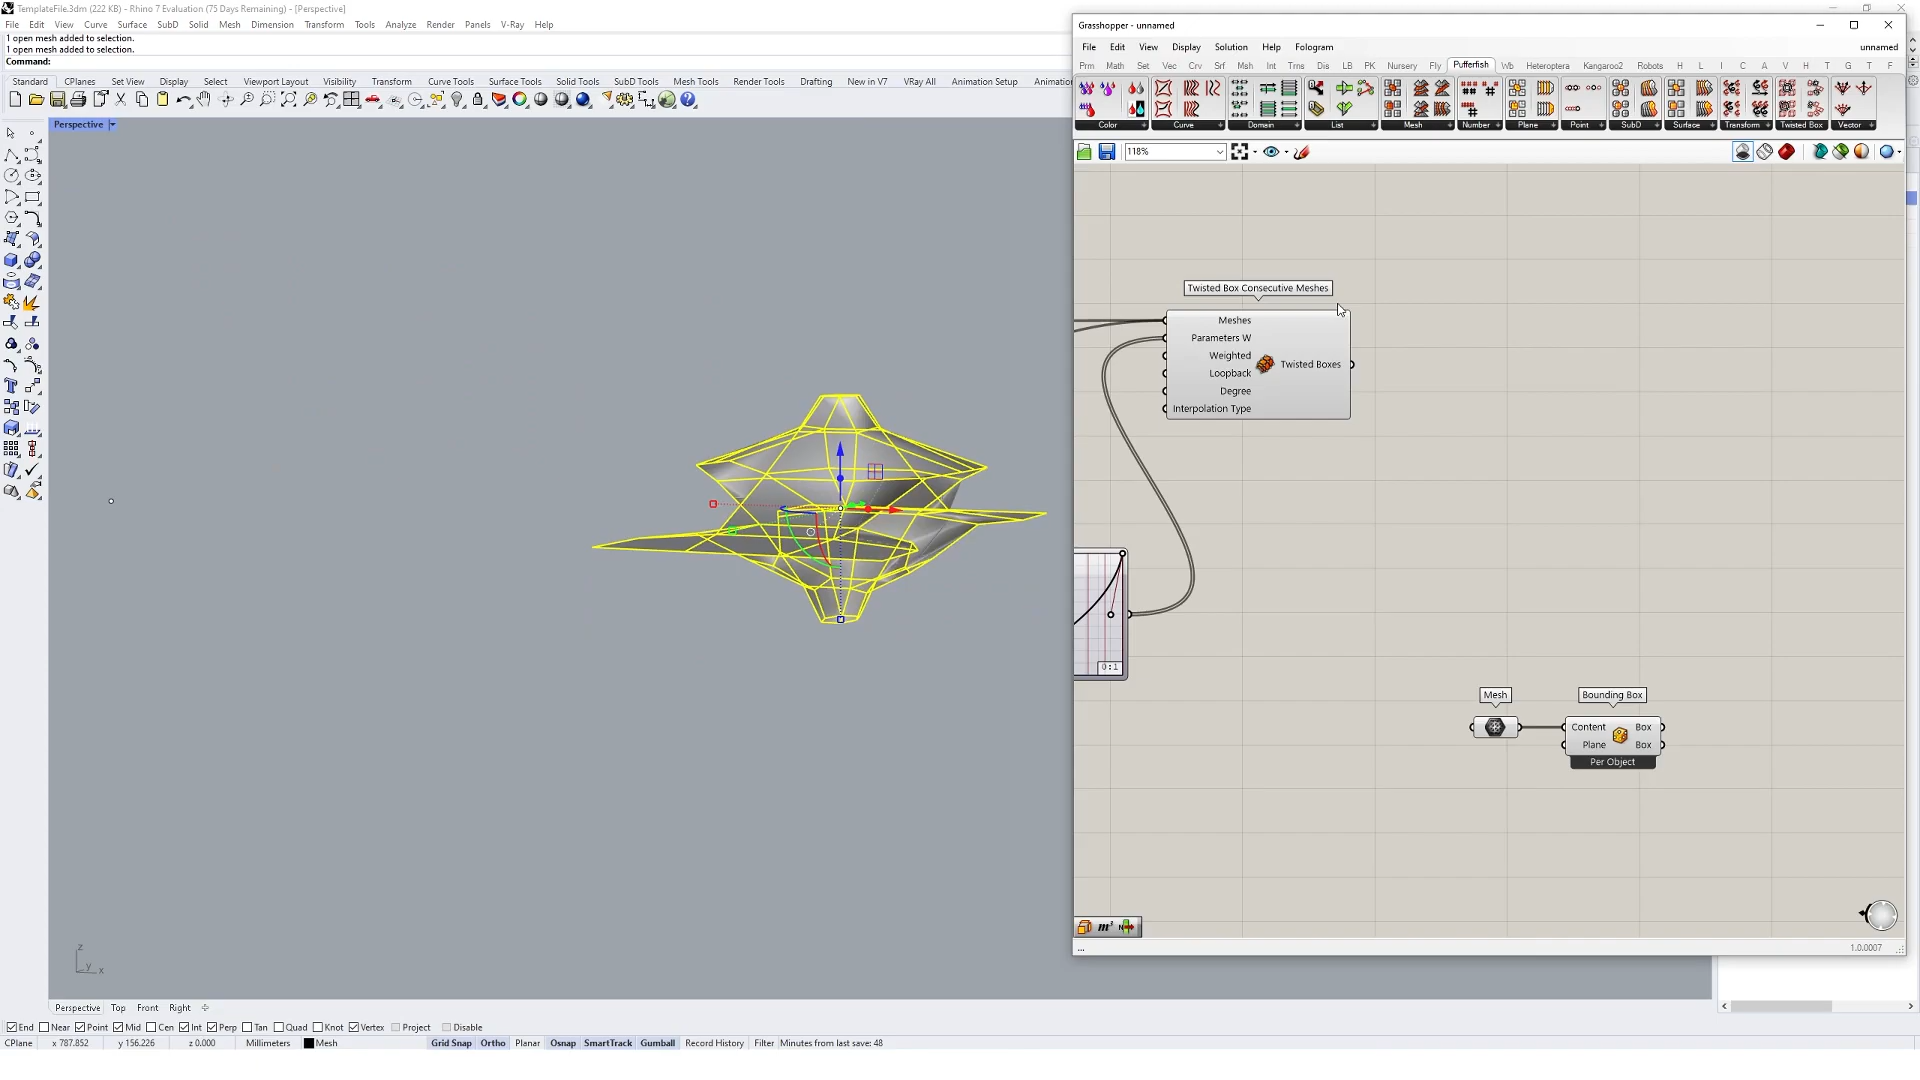 TemplateFile.3dm (222 KB) - Rhino 7 Evaluation (75 Days Remaining) - [Perspective]
File Edit View Curve Surface SubD Solid Mesh Dimension Transform Tools Analyze Render Panels V-Ray Help
1 open mesh added to selection.
1 open mesh added to selection.
Command:
Standard CPlanes Set View Display Select Viewport Layout Visibility Transform Curve Tools Surface Tools Solid Tools SubD Tools Mesh Tools Render Tools Drafting New in V7 VRay All Animation Setup Animation
Perspective
Grasshopper - unnamed
File Edit View Display Solution Help Fologram unnamed
Prm Math Set Vec Crv Srf Msh Int Trns Dis LB PK Nursery Fly Pufferfish Wb Heteroptera Kangaroo2 Robots H L I C A V H T G T F
Color Curve Domain List Mesh Number Plane Point SubD Surface Transform Twisted Box Vector
118%
Twisted Box Consecutive Meshes
Meshes
Parameters W
Weighted
Loopback
Degree
Interpolation Type
Twisted Boxes
0:1
Mesh
Bounding Box
Content Box
Plane Box
Per Object
m³
... 1.0.0007
z
y x
Perspective Top Front Right
End Near Point Mid Cen Int Perp Tan Quad Knot Vertex Project Disable
CPlane x 787.852 y 156.226 z 0.000 Millimeters Mesh Grid Snap Ortho Planar Osnap SmartTrack Gumball Record History Filter Minutes from last save: 48